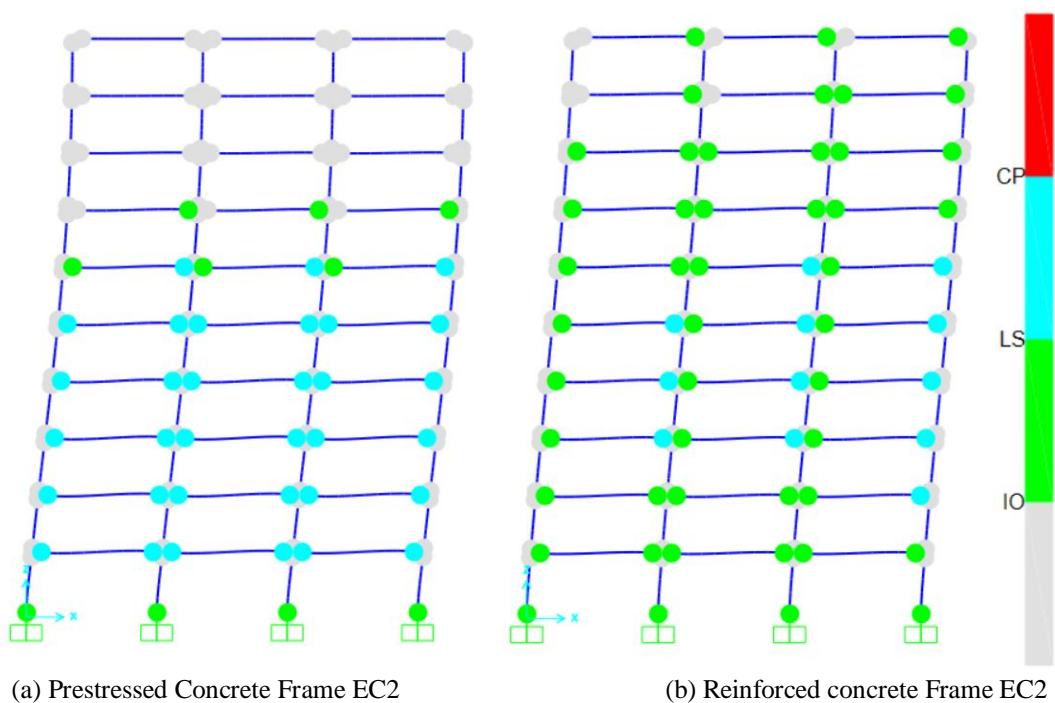 CP
LS
IO
z
x
x
(a) Prestressed Concrete Frame EC2
(b) Reinforced concrete Frame EC2